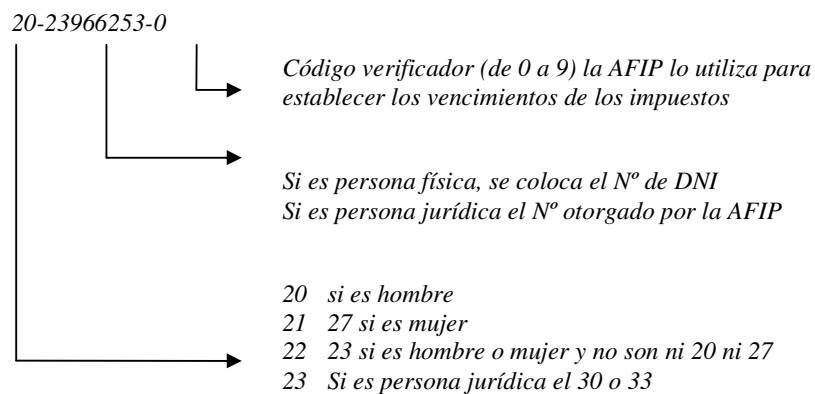 20-23966253-0
Código verificador (de 0 a 9) la AFIP lo utiliza para
establecer los vencimientos de los impuestos
Si es persona física, se coloca el Nº de DNI
Si es persona jurídica el Nº otorgado por la AFIP
20 si es hombre
21 27 si es mujer
22 23 si es hombre o mujer y no son ni 20 ni 27
23 Si es persona jurídica el 30 o 33